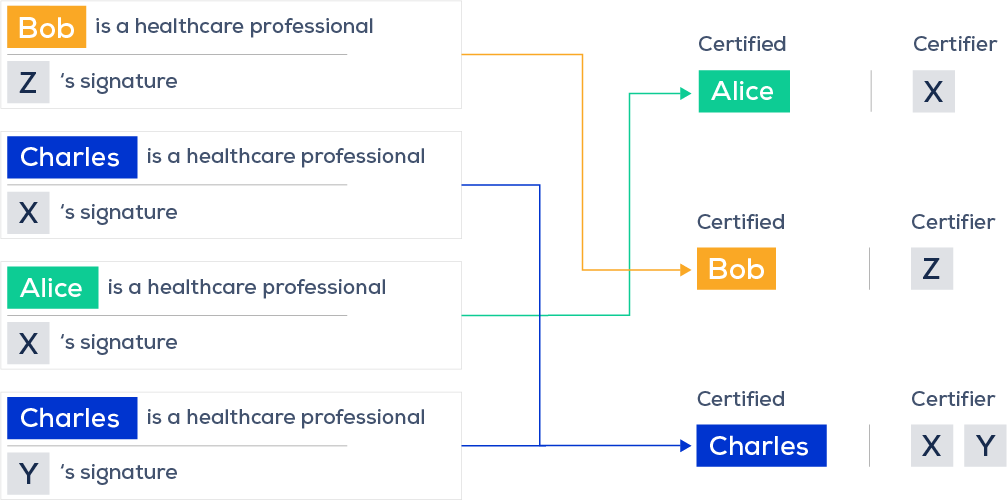 Bob is a healthcare professional
Z ‘s signature
Charles is a healthcare professional
X ‘s signature
Alice is a healthcare professional
X ‘s signature
Charles is a healthcare professional
Y ‘s signature
Certified Certifier
Alice X
Certified Certifier
Bob Z
Certified Certifier
Charles X Y